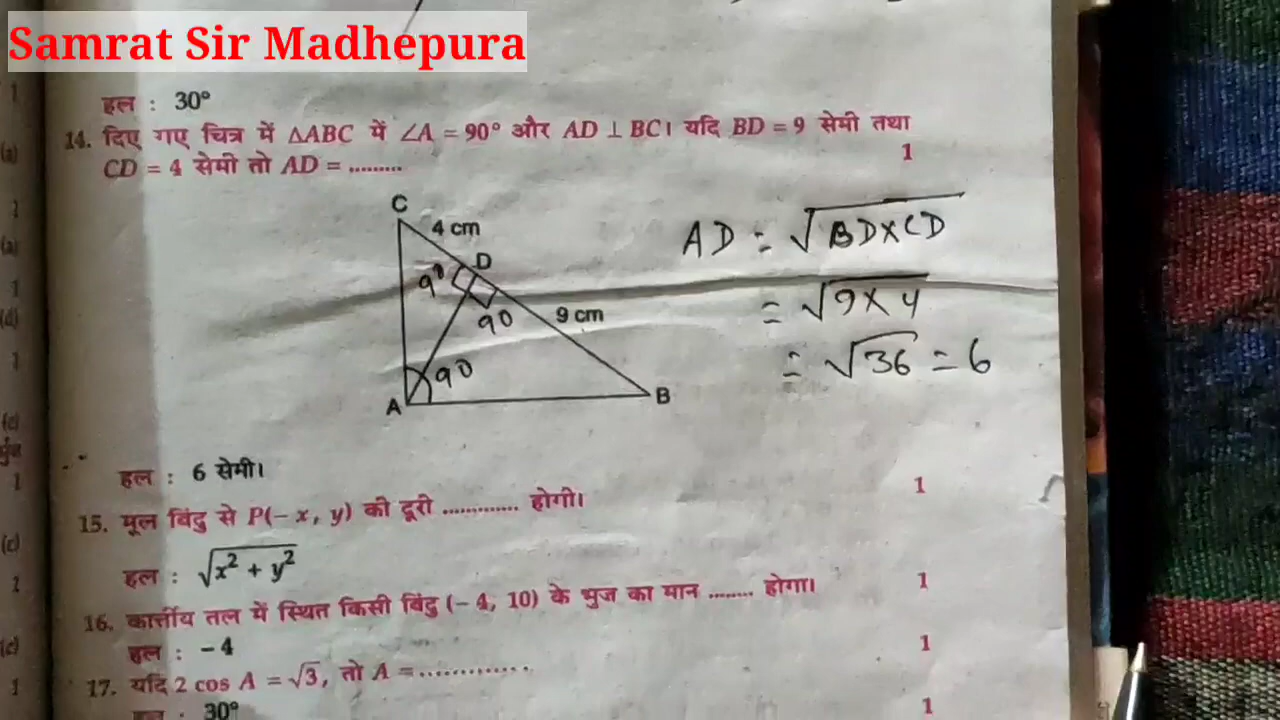 Samrat Sir Madhepura
हल : 30°
14. दिए गए चित्र में ΔABC में ∠A = 90° और AD ⊥ BC। यदि BD = 9 सेमी तथा
CD = 4 सेमी तो AD = .........
1
C
4 cm
D
90
90
9 cm
90
A
B
AD = √BD×CD
= √9×4
= √36 = 6
हल : 6 सेमी।
1
15. मूल बिंदु से P(– x, y) की दूरी ............. होगी।
हल : √x² + y²
1
16. कार्त्तीय तल में स्थित किसी बिंदु (– 4, 10) के भुज का मान ........ होगा।
हल : – 4
1
17. यदि 2 cos A = √3, तो A = ..............
हल : 30°
1